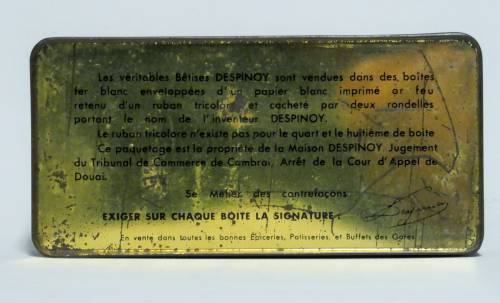 Les véritables Bêtises DESPINOY sont vendues dans des boîtes
fer blanc enveloppées d'un papier blanc imprimé or feu
retenu d'un ruban tricolor et cacheté par deux rondelles
portant le nom de l'inventeur DESPINOY.
Le ruban tricolore n'existe pas pour le quart et le huitième de boite
Ce paquetage est la propriété de la Maison DESPINOY Jugement
du Tribunal de Commerce de Cambrai. Arrêt de la Cour d'Appel de
Douai.
Se Méfier des contrefaçons
EXIGER SUR CHAQUE BOITE LA SIGNATURE :
Despinoy
En vente dans toutes les bonnes Epiceries, Patisseries, et Buffets des Gares.